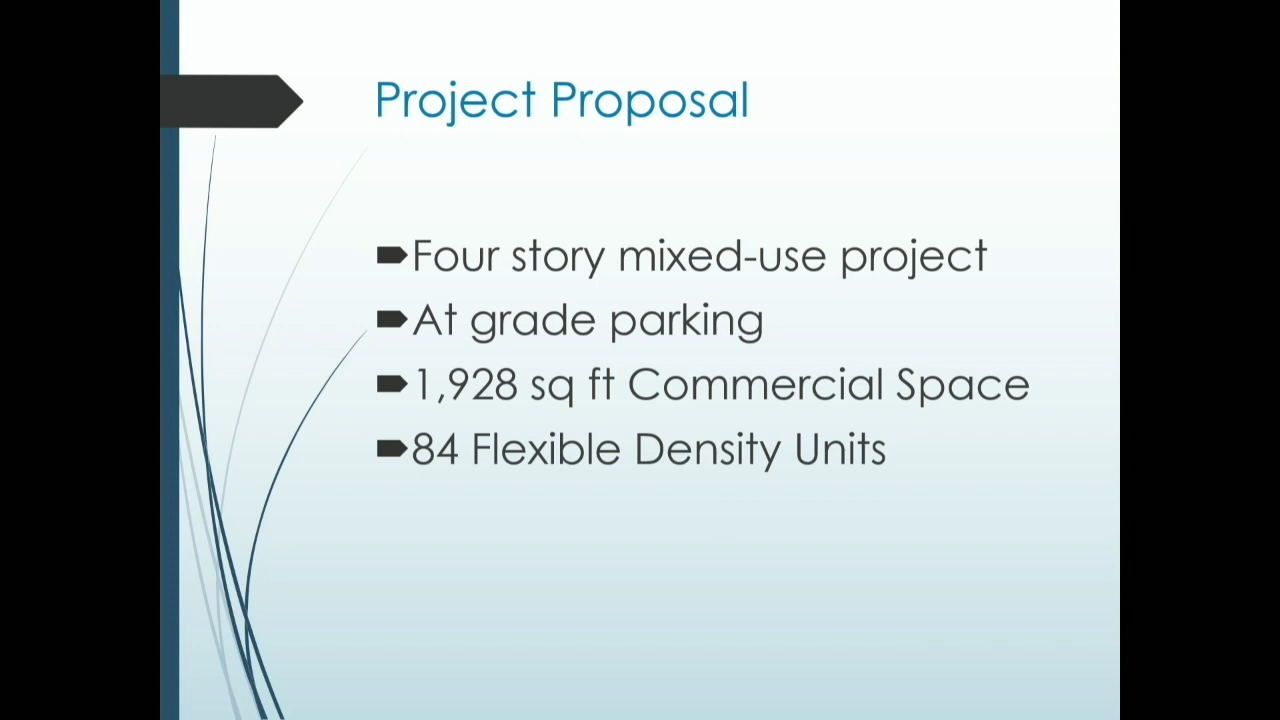 Project Proposal
Four story mixed-use project
At grade parking
1,928 sq ft Commercial Space
84 Flexible Density Units